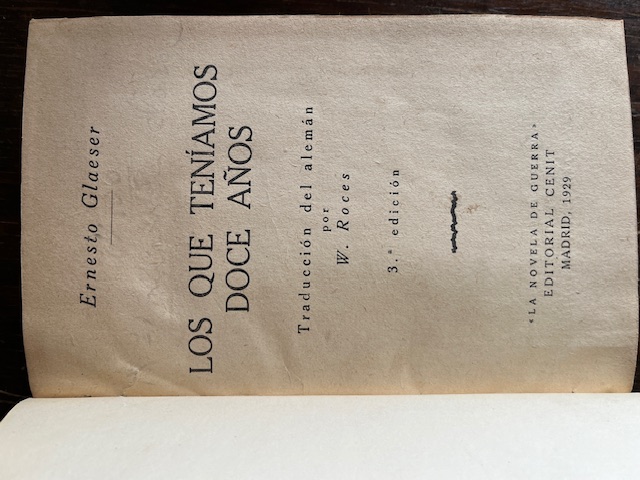 Ernesto Glaeser
LOS QUE TENÍAMOS
DOCE AÑOS
Traducción del alemán
por
W. Roces
3.ª edición
«LA NOVELA DE GUERRA»
EDITORIAL CENIT
MADRID, 1929